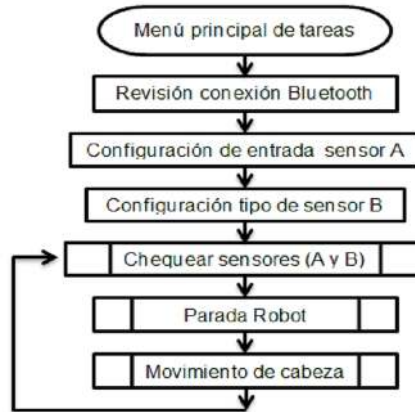 Menú principal de tareas
Revisión conexión Bluetooth
Configuración de entrada sensor A
Configuración tipo de sensor B
Chequear sensores (A y B)
Parada Robot
Movimiento de cabeza